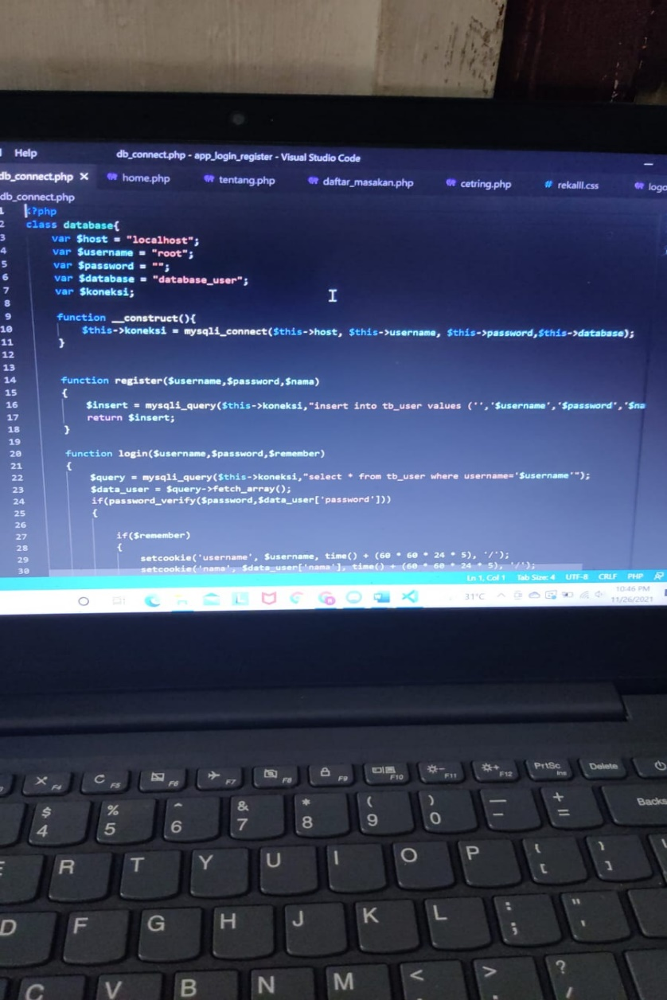 Help db_connect.php - app_login_register - Visual Studio Code
db_connect.php × home.php tentang.php daftar_masakan.php cetring.php # rekalll.css
db_connect.php
1 <?php
2 class database{
3 var $host = "localhost";
4 var $username = "root";
5 var $password = "";
6 var $database = "database_user";
7 var $koneksi;
8
9 function __construct(){
10 $this->koneksi = mysqli_connect($this->host, $this->username, $this->password,$this->database);
11 }
12
13
14 function register($username,$password,$nama)
15 {
16 $insert = mysqli_query($this->koneksi,"insert into tb_user values ('','$username','$password','$na
17 return $insert;
18 }
19
20 function login($username,$password,$remember)
21 {
22 $query = mysqli_query($this->koneksi,"select * from tb_user where username='$username'");
23 $data_user = $query->fetch_array();
24 if(password_verify($password,$data_user['password']))
25 {
26
27 if($remember)
28 {
29 setcookie('username', $username, time() + (60 * 60 * 24 * 5), '/');
30 setcookie('nama', $data_user['nama'], time() + (60 * 60 * 24 * 5), '/');
Ln 1, Col 1 Tab Size: 4 UTF-8 CRLF PHP
31°C 10:46 PM
11/26/2021
F4 F5 F6 F7 F8 F9 F10 F11 F12 PrtSc Ins Delete
$ 4 % 5 ^ 6 & 7 * 8 ( 9 ) 0 — - + = Backs
R T Y U I O P { [ } ]
D F G H J K L : ; " '
C V B N M < > ? /